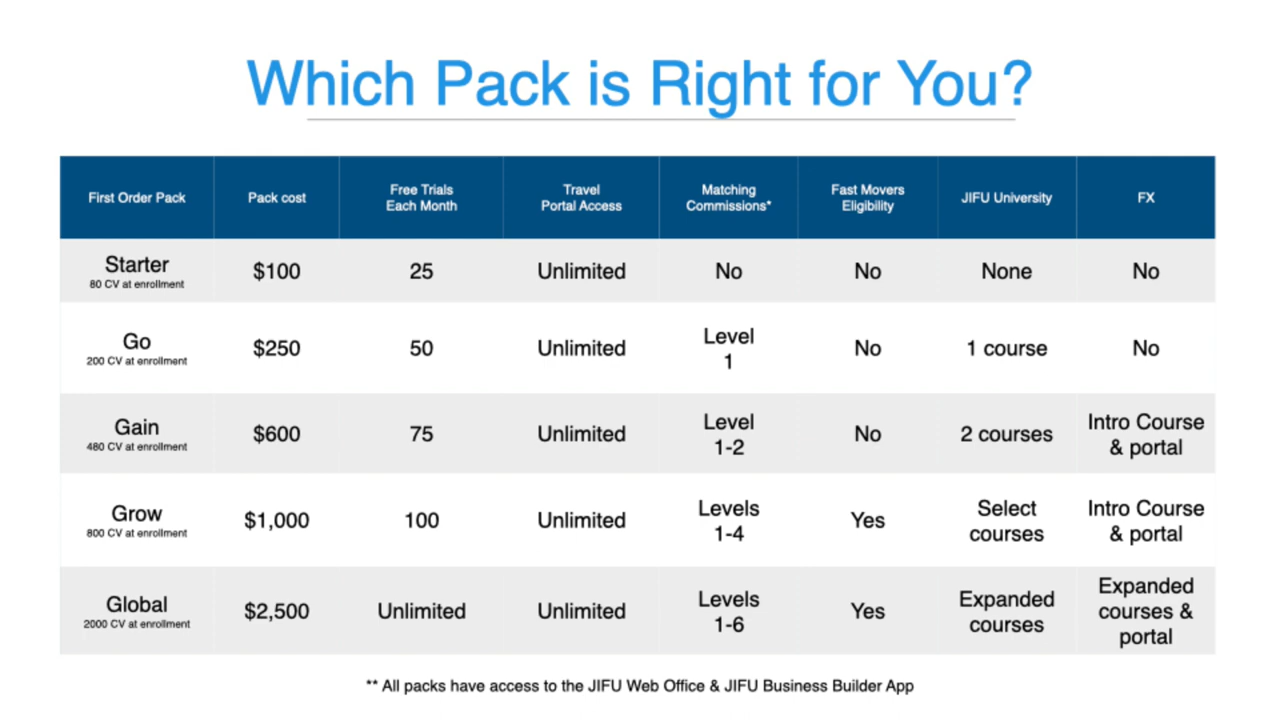 Which Pack is Right for You?
First Order Pack
Pack cost
Free Trials
Each Month
Travel
Portal Access
Matching
Commissions*
Fast Movers
Eligibility
JIFU University
FX
Starter
80 CV at enrollment
$100
25
Unlimited
No
No
None
No
Go
200 CV at enrollment
$250
50
Unlimited
Level
1
No
1 course
No
Gain
480 CV at enrollment
$600
75
Unlimited
Level
1-2
No
2 courses
Intro Course
& portal
Grow
800 CV at enrollment
$1,000
100
Unlimited
Levels
1-4
Yes
Select
courses
Intro Course
& portal
Global
2000 CV at enrollment
$2,500
Unlimited
Unlimited
Levels
1-6
Yes
Expanded
courses
Expanded
courses &
portal
** All packs have access to the JIFU Web Office & JIFU Business Builder App